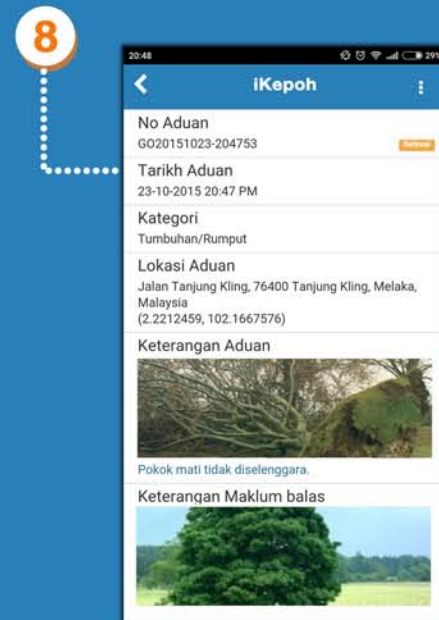 8
20:48
29%
iKepoh
No Aduan
GO20151023-204753
Selesai
Tarikh Aduan
23-10-2015 20:47 PM
Kategori
Tumbuhan/Rumput
Lokasi Aduan
Jalan Tanjung Kling, 76400 Tanjung Kling, Melaka,
Malaysia
(2.2212459, 102.1667576)
Keterangan Aduan
Pokok mati tidak diselenggara.
Keterangan Maklum balas